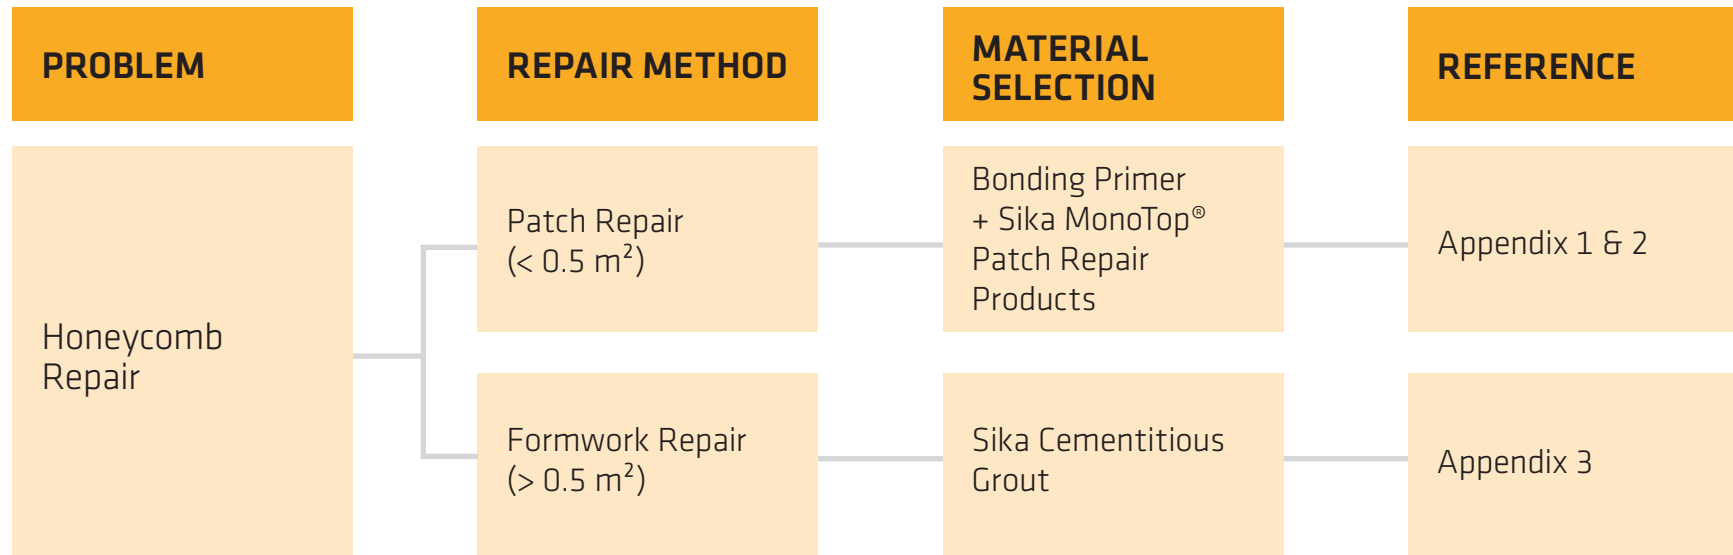 PROBLEM
REPAIR METHOD
MATERIAL
SELECTION
REFERENCE
Honeycomb
Repair
Patch Repair
(< 0.5 m²)
Bonding Primer
+ Sika MonoTop®
Patch Repair
Products
Appendix 1 & 2
Formwork Repair
(> 0.5 m²)
Sika Cementitious
Grout
Appendix 3